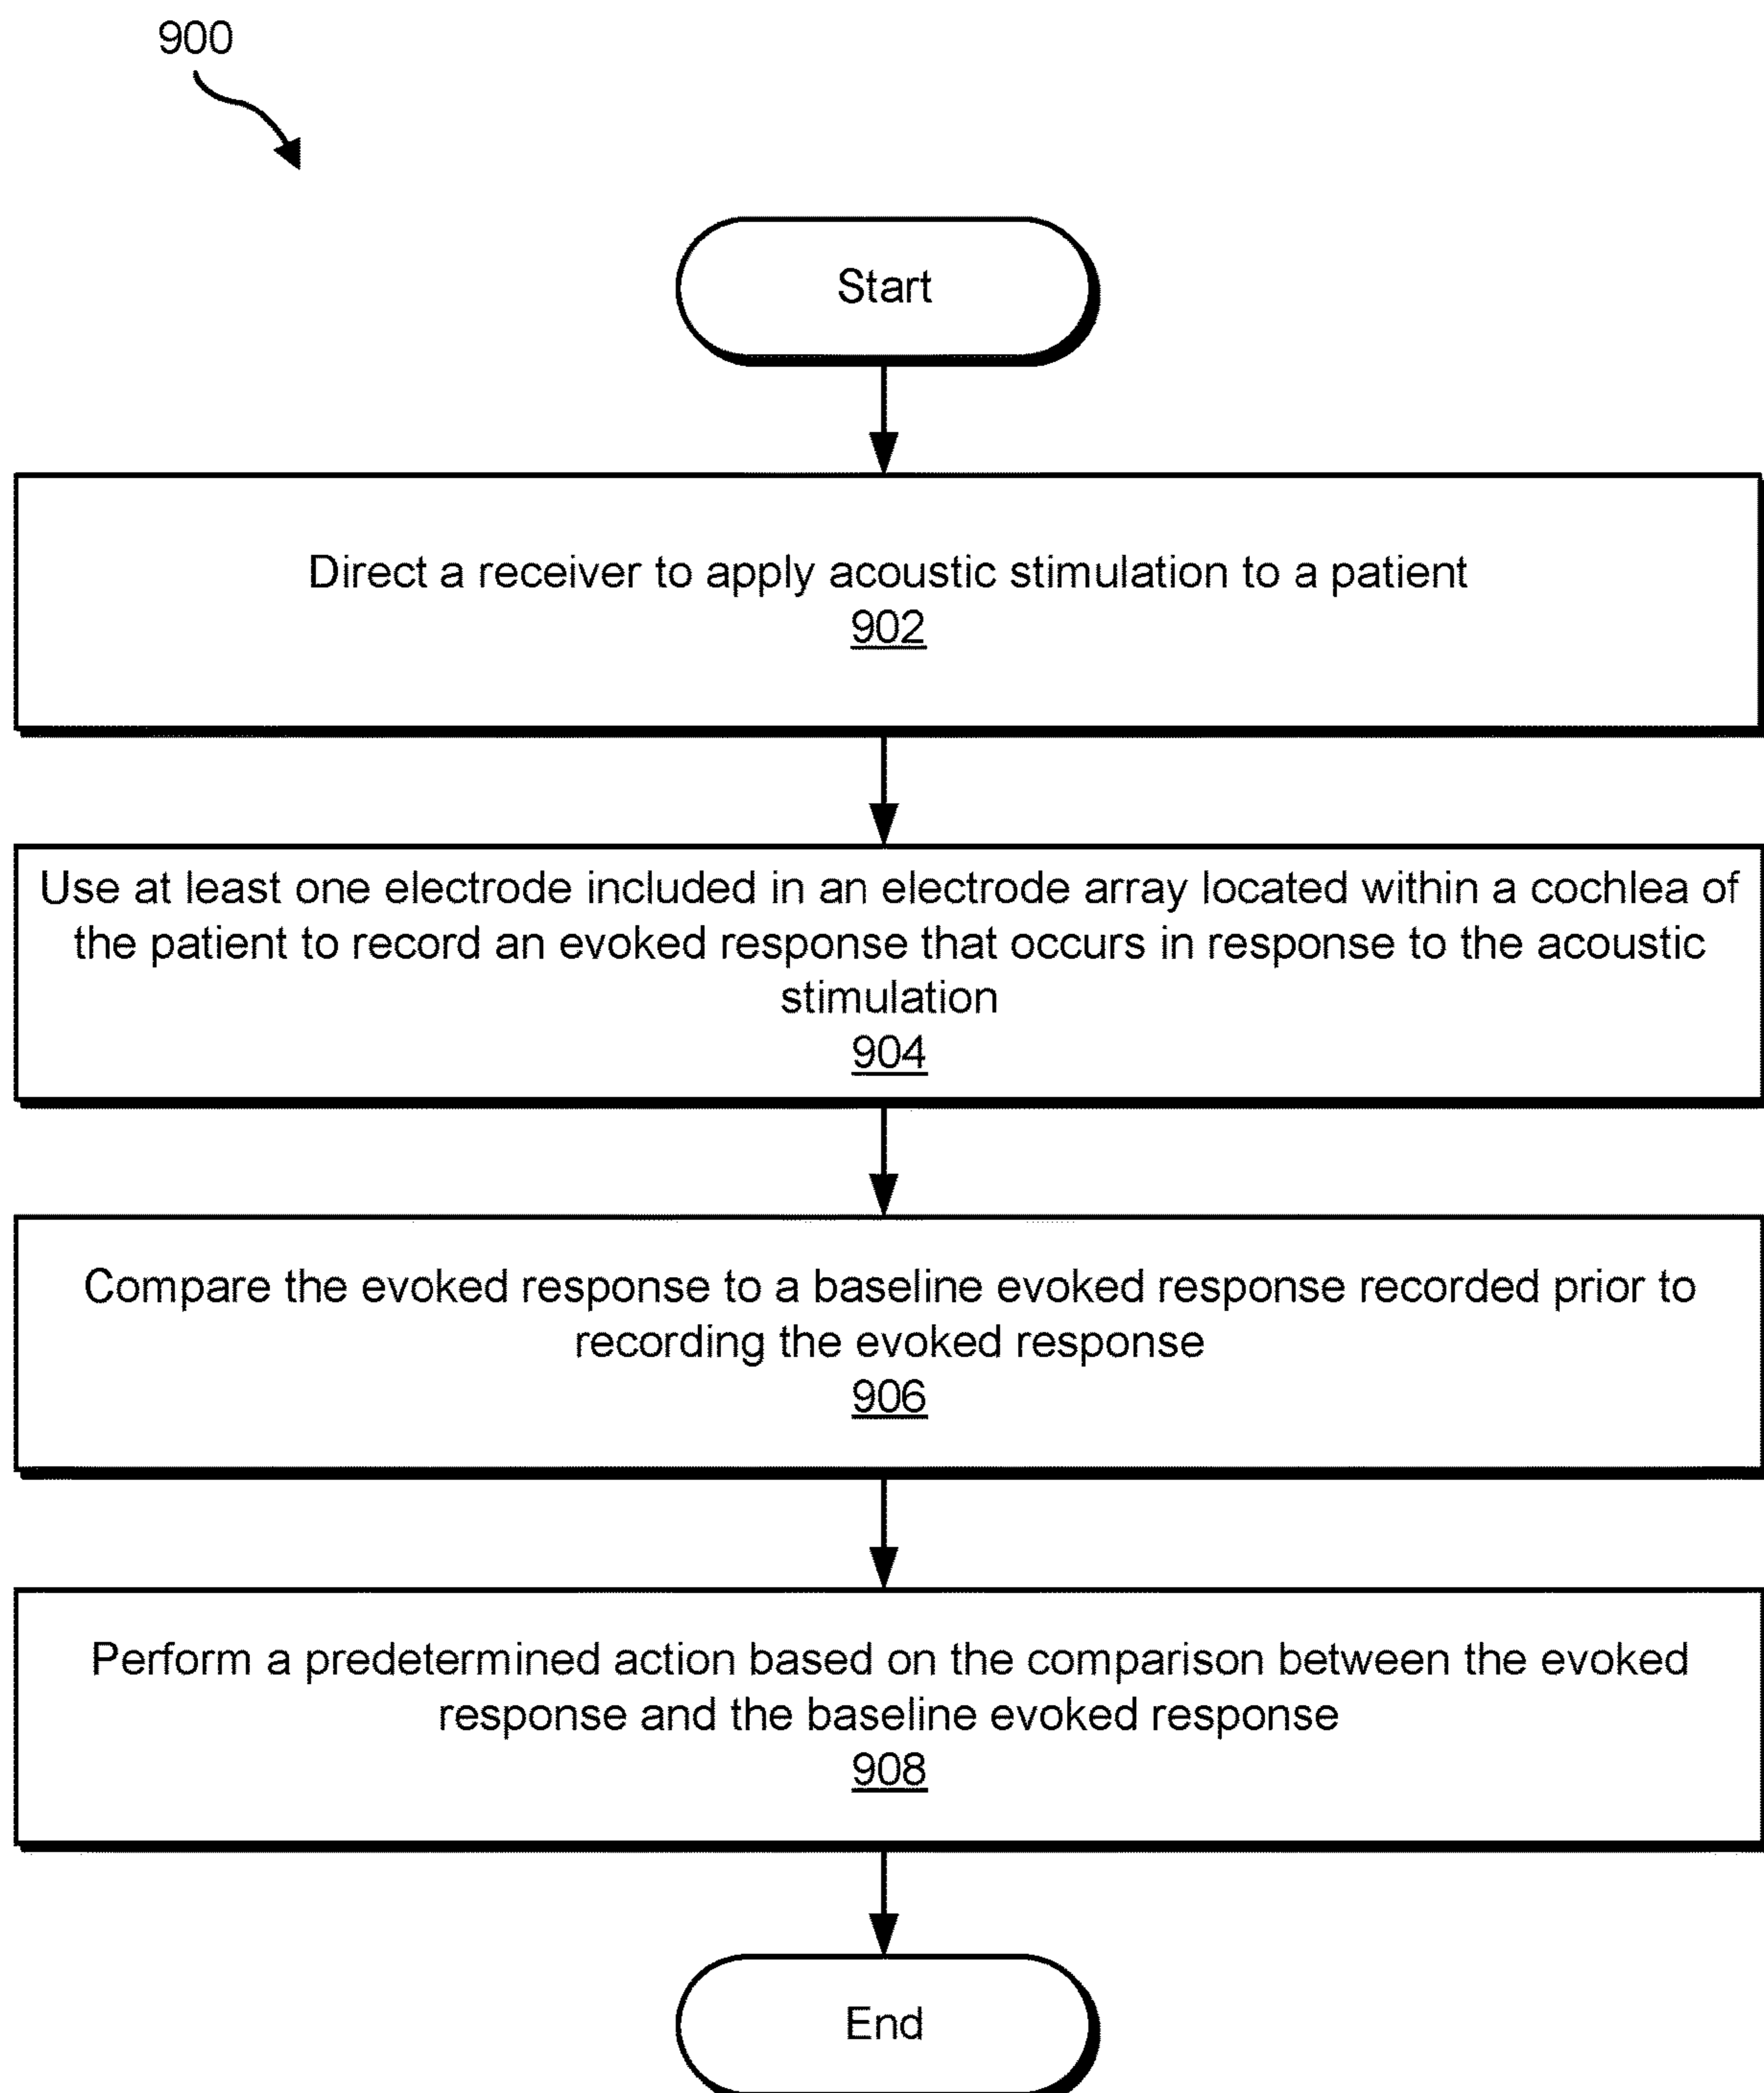 900
Start
Direct a receiver to apply acoustic stimulation to a patient
902
Use at least one electrode included in an electrode array located within a cochlea of
the patient to record an evoked response that occurs in response to the acoustic
stimulation
904
Compare the evoked response to a baseline evoked response recorded prior to
recording the evoked response
906
Perform a predetermined action based on the comparison between the evoked
response and the baseline evoked response
908
End